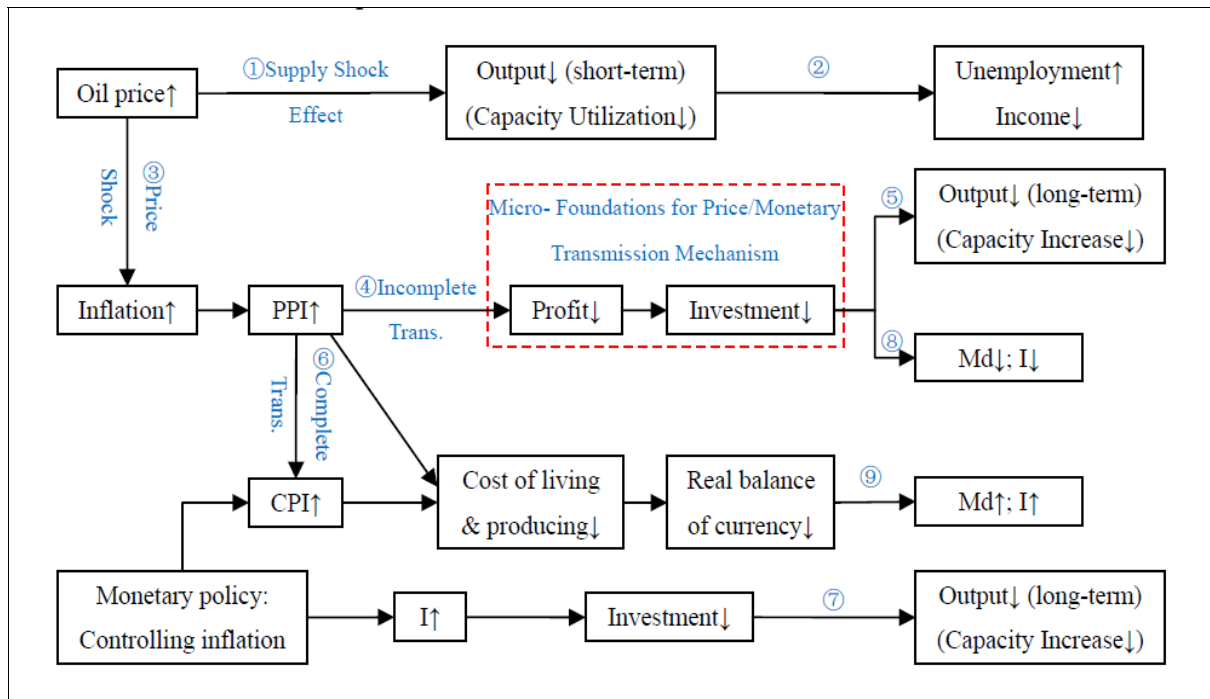 ①Supply Shock
Effect
Oil price↑
Output↓ (short-term)
(Capacity Utilization↓)
②
Unemployment↑
Income↓
③Price
Shock
Micro- Foundations for Price/Monetary
Transmission Mechanism
⑤
Output↓ (long-term)
(Capacity Increase↓)
Inflation↑
PPI↑
④Incomplete
Trans.
Profit↓
Investment↓
⑧
Md↓; I↓
⑥Complete
Trans.
CPI↑
Cost of living
& producing↓
Real balance
of currency↓
⑨
Md↑; I↑
Monetary policy:
Controlling inflation
I↑
Investment↓
⑦
Output↓ (long-term)
(Capacity Increase↓)